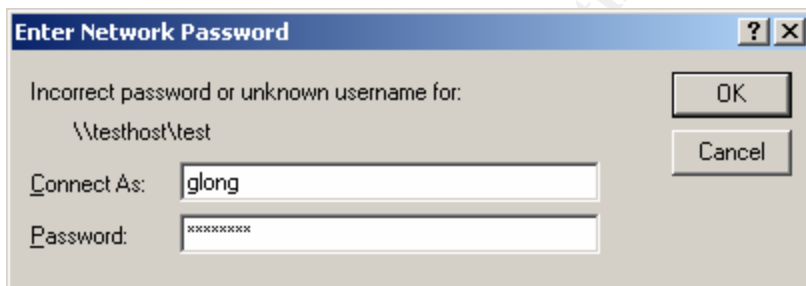 Enter Network Password
Incorrect password or unknown username for:
\\testhost\test
Connect As: glong
Password: ********
OK
Cancel